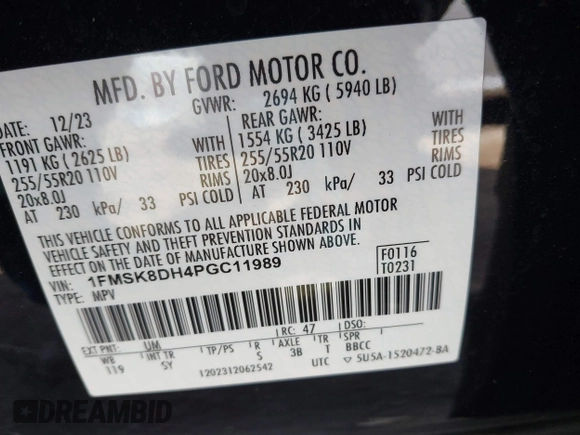 MFD. BY FORD MOTOR CO.
DATE: 12/23
GVWR: 2694 KG ( 5940 LB)
FRONT GAWR:
1191 KG ( 2625 LB)
255/55R20 110V
20x8.0J
AT 230 kPa/ 33 PSI COLD
WITH
TIRES
RIMS
REAR GAWR:
1554 KG ( 3425 LB)
255/55R20 110V
20x8.0J
AT 230 kPa/ 33 PSI COLD
WITH
TIRES
RIMS
THIS VEHICLE CONFORMS TO ALL APPLICABLE FEDERAL MOTOR
VEHICLE SAFETY AND THEFT PREVENTION STANDARDS IN
EFFECT ON THE DATE OF MANUFACTURE SHOWN ABOVE.
VIN: 1FMSK8DH4PGC11989
TYPE: MPV
F0116
T0231
EXT PNT: UM RC: 47 DSO:
WB INT TR TP/PS R AXLE T SPR
119 5Y S 3B BBCC
1202312062542 UTC 5U5A-1520472-BA
DREAMBID